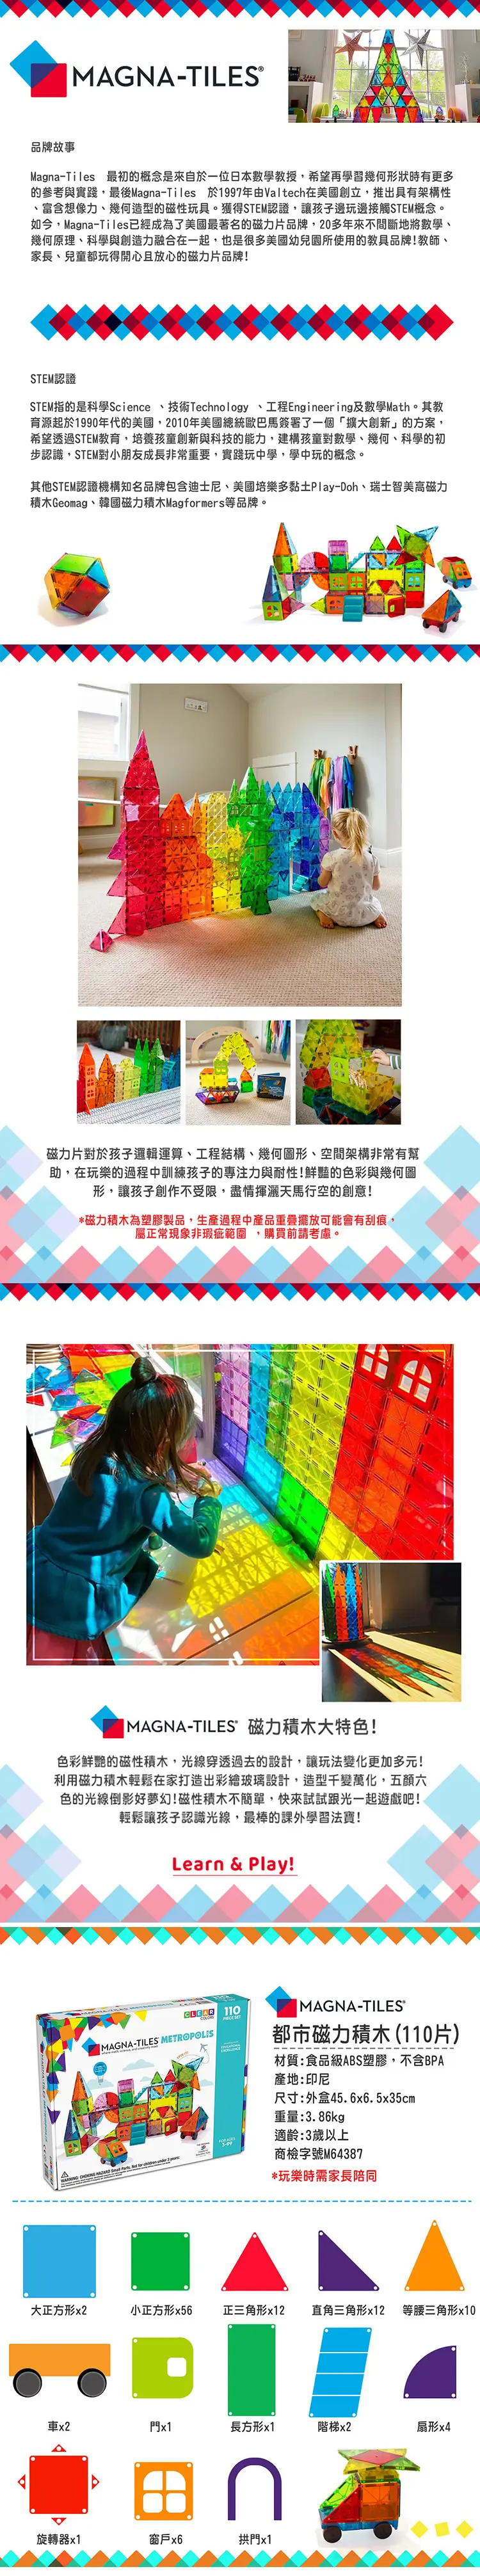 MAGNA-TILES®
品牌故事
Magna-Tiles 最初的概念是來自於一位日本數學教授，希望再學習幾何形狀時有更多
的參考與實踐，最後Magna-Tiles 於1997年由Valtech在美國創立，推出具有架構性
、富含想像力、幾何造型的磁性玩具。獲得STEM認證，讓孩子邊玩邊接觸STEM概念。
如今，Magna-Tiles已經成為了美國最著名的磁力片品牌，20多年來不間斷地將數學、
幾何原理、科學與創造力融合在一起，也是很多美國幼兒園所使用的教具品牌!教師、
家長、兒童都玩得開心且放心的磁力片品牌!
STEM認證
STEM指的是科學Science 、技術Technology 、工程Engineering及數學Math。其教
育源起於1990年代的美國，2010年美國總統歐巴馬簽署了一個「擴大創新」的方案，
希望透過STEM教育，培養孩童創新與科技的能力，建構孩童對數學、幾何、科學的初
步認識，STEM對小朋友成長非常重要，實踐玩中學，學中玩的概念。
其他STEM認證機構知名品牌包含迪士尼、美國培樂多黏土Play-Doh、瑞士智美高磁力
積木Geomag、韓國磁力積木Magformers等品牌。
磁力片對於孩子邏輯運算、工程結構、幾何圖形、空間架構非常有幫
助，在玩樂的過程中訓練孩子的專注力與耐性!鮮豔的色彩與幾何圖
形，讓孩子創作不受限，盡情揮灑天馬行空的創意!
*磁力積木為塑膠製品，生產過程中產品重疊擺放可能會有刮痕，
屬正常現象非瑕疵範圍 ，購買前請考慮。
MAGNA-TILES® 磁力積木大特色!
色彩鮮艷的磁性積木，光線穿透過去的設計，讓玩法變化更加多元!
利用磁力積木輕鬆在家打造出彩繪玻璃設計，造型千變萬化，五顏六
色的光線倒影好夢幻!磁性積木不簡單，快來試試跟光一起遊戲吧!
輕鬆讓孩子認識光線，最棒的課外學習法寶!
Learn & Play!
CLEAR
COLORS
110
PIECE SET
MAGNA-TILES®
METROPOLIS
3-99
WARNING: CHOKING HAZARD Small Parts. Not for children under 3 years
MAGNA-TILES®
都市磁力積木(110片)
材質:食品級ABS塑膠，不含BPA
產地:印尼
尺寸:外盒45.6x6.5x35cm
重量:3.86kg
適齡:3歲以上
商檢字號M64387
*玩樂時需家長陪同
大正方形x2
小正方形x56
正三角形x12
直角三角形x12
等腰三角形x10
車x2
門x1
長方形x1
階梯x2
扇形x4
旋轉器x1
窗戶x6
拱門x1